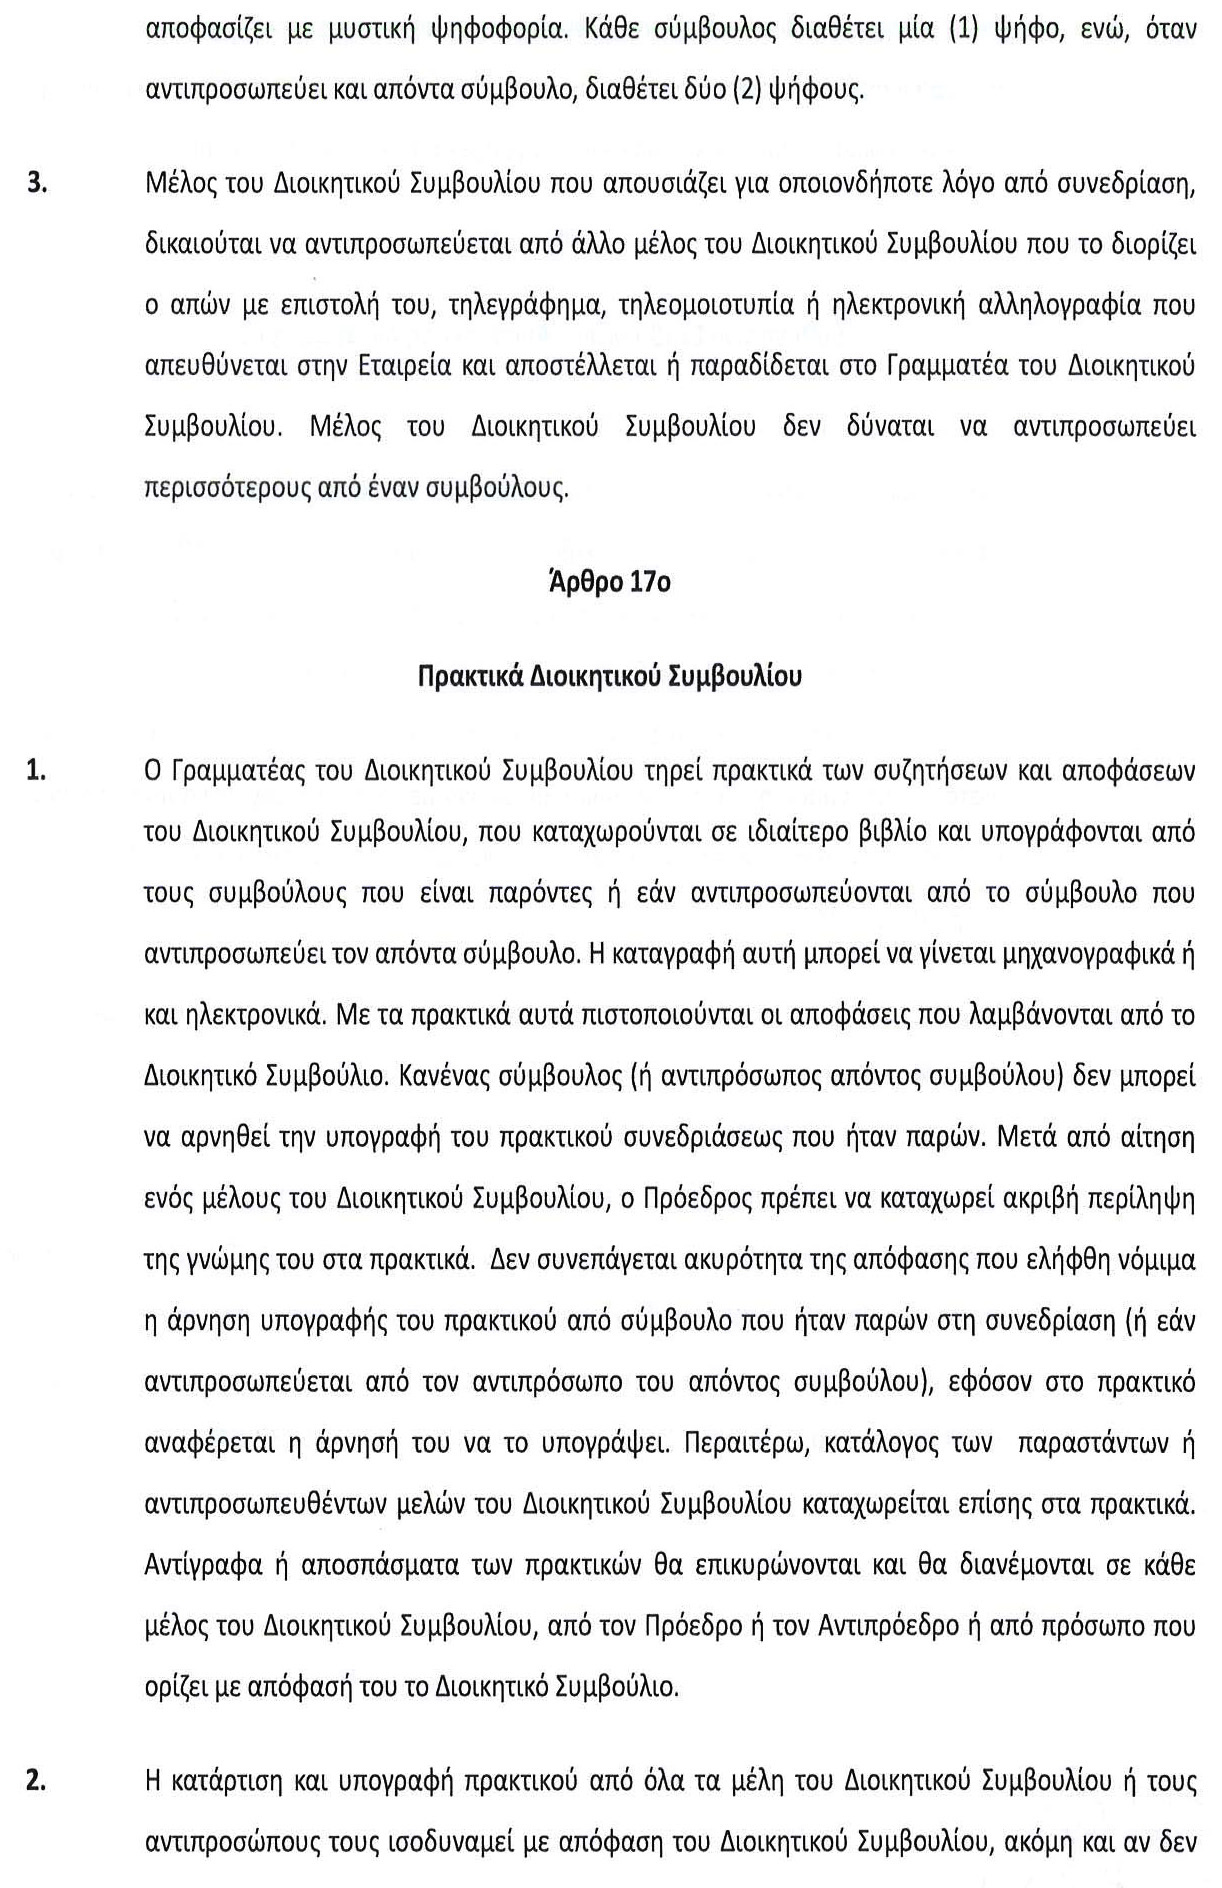 αποφασίζει με μυστική ψηφοφορία. Κάθε σύμβουλος διαθέτει μία (1) ψήφο, ενώ, όταν
αντιπροσωπεύει και απόντα σύμβουλο, διαθέτει δύο (2) ψήφους.
3. Μέλος του Διοικητικού Συμβουλίου που απουσιάζει για οποιονδήποτε λόγο από συνεδρίαση,
δικαιούται να αντιπροσωπεύεται από άλλο μέλος του Διοικητικού Συμβουλίου που το διορίζει
ο απών με επιστολή του, τηλεγράφημα, τηλεομοιοτυπία ή ηλεκτρονική αλληλογραφία που
απευθύνεται στην Εταιρεία και αποστέλλεται ή παραδίδεται στο Γραμματέα του Διοικητικού
Συμβουλίου. Μέλος του Διοικητικού Συμβουλίου δεν δύναται να αντιπροσωπεύει
περισσότερους από έναν συμβούλους.
Άρθρο 17ο
Πρακτικά Διοικητικού Συμβουλίου
1. Ο Γραμματέας του Διοικητικού Συμβουλίου τηρεί πρακτικά των συζητήσεων και αποφάσεων
του Διοικητικού Συμβουλίου, που καταχωρούνται σε ιδιαίτερο βιβλίο και υπογράφονται από
τους συμβούλους που είναι παρόντες ή εάν αντιπροσωπεύονται από το σύμβουλο που
αντιπροσωπεύει τον απόντα σύμβουλο. Η καταγραφή αυτή μπορεί να γίνεται μηχανογραφικά ή
και ηλεκτρονικά. Με τα πρακτικά αυτά πιστοποιούνται οι αποφάσεις που λαμβάνονται από το
Διοικητικό Συμβούλιο. Κανένας σύμβουλος (ή αντιπρόσωπος απόντος συμβούλου) δεν μπορεί
να αρνηθεί την υπογραφή του πρακτικού συνεδριάσεως που ήταν παρών. Μετά από αίτηση
ενός μέλους του Διοικητικού Συμβουλίου, ο Πρόεδρος πρέπει να καταχωρεί ακριβή περίληψη
της γνώμης του στα πρακτικά. Δεν συνεπάγεται ακυρότητα της απόφασης που ελήφθη νόμιμα
η άρνηση υπογραφής του πρακτικού από σύμβουλο που ήταν παρών στη συνεδρίαση (ή εάν
αντιπροσωπεύεται από τον αντιπρόσωπο του απόντος συμβούλου), εφόσον στο πρακτικό
αναφέρεται η άρνησή του να το υπογράψει. Περαιτέρω, κατάλογος των παραστάντων ή
αντιπροσωπευθέντων μελών του Διοικητικού Συμβουλίου καταχωρείται επίσης στα πρακτικά.
Αντίγραφα ή αποσπάσματα των πρακτικών θα επικυρώνονται και θα διανέμονται σε κάθε
μέλος του Διοικητικού Συμβουλίου, από τον Πρόεδρο ή τον Αντιπρόεδρο ή από πρόσωπο που
ορίζει με απόφασή του το Διοικητικό Συμβούλιο.
2. Η κατάρτιση και υπογραφή πρακτικού από όλα τα μέλη του Διοικητικού Συμβουλίου ή τους
αντιπροσώπους τους ισοδυναμεί με απόφαση του Διοικητικού Συμβουλίου, ακόμη και αν δεν